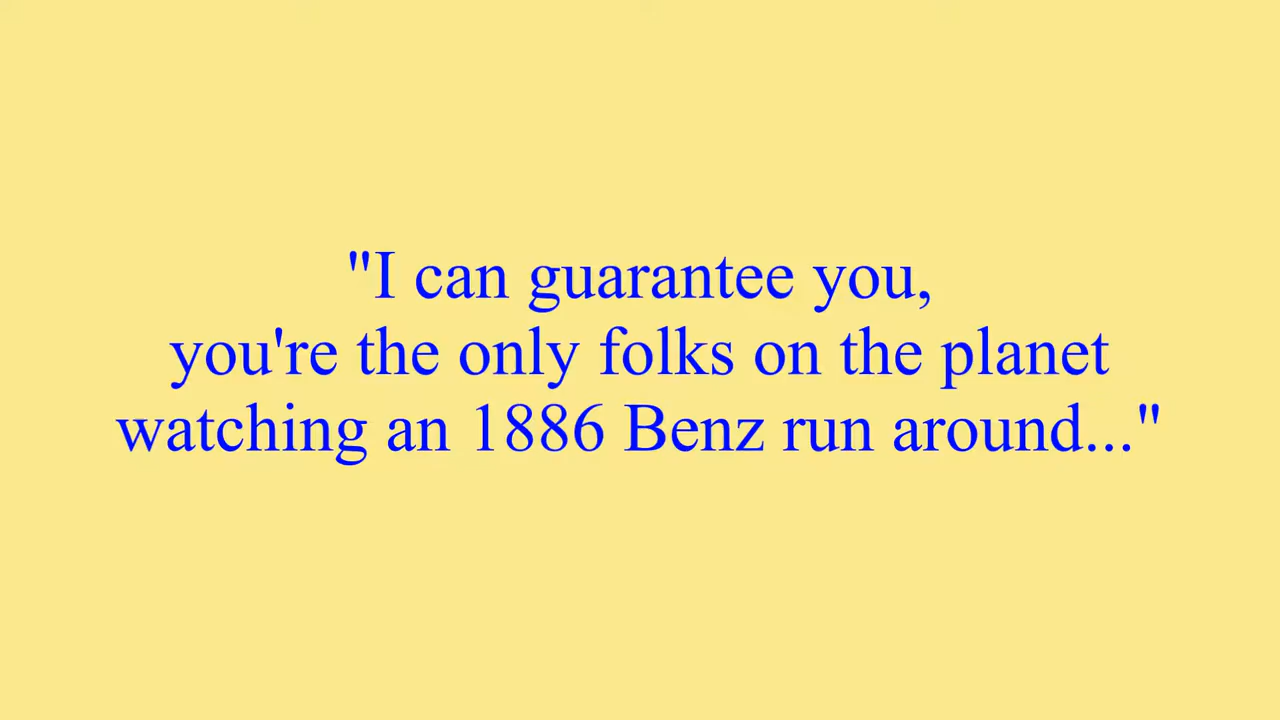 "I can guarantee you,
you're the only folks on the planet
watching an 1886 Benz run around..."